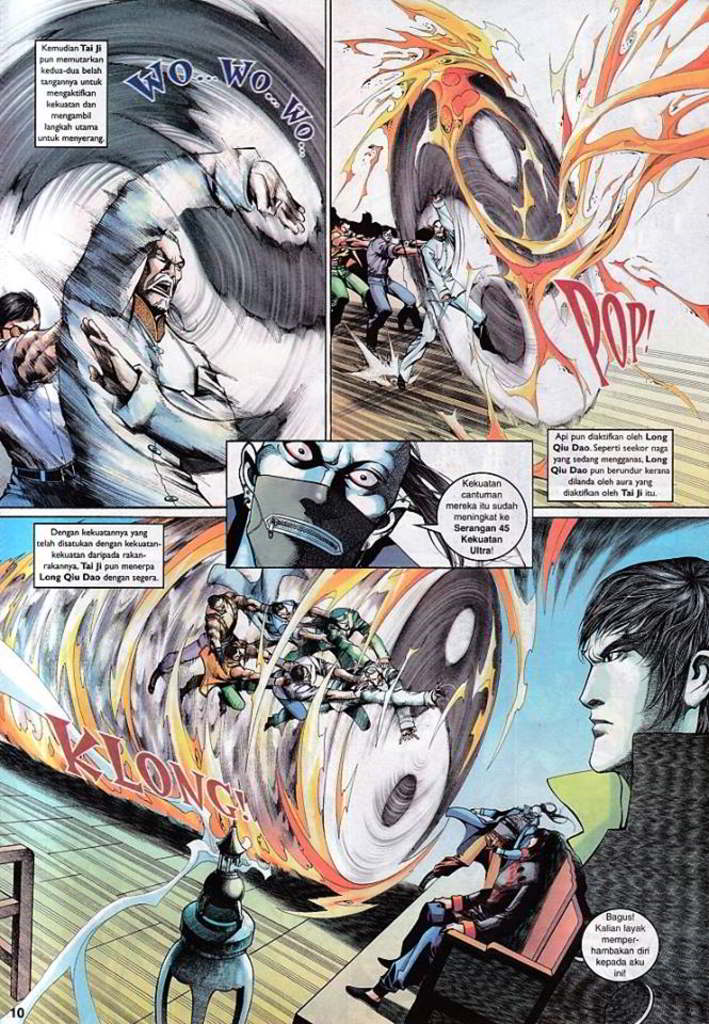 Kemudian Tai Ji
pun memutarkan
kedua-dua belah
tangannya untuk
mengaktifkan
kekuatan dan
mengambil
langkah utama
untuk menyerang.
WO...WO...WO...
POP!
Api pun diaktifkan oleh Long
Qiu Dao. Seperti seekor naga
yang sedang mengganas, Long
Qiu Dao pun berundur kerana
dilanda oleh aura yang
diaktifkan oleh Tai Ji itu.
Kekuatan
cantuman
mereka itu sudah
meningkat ke
Serangan 45
Kekuatan
Ultra!
Dengan kekuatannya yang
telah disatukan dengan kekuatan-
kekuatan daripada rakan-
rakannya, Tai Ji pun menerpa
Long Qiu Dao dengan segera.
KLONG!
Bagus!
Kalian layak
memper-
hambakan diri
kepada aku
ini!
10